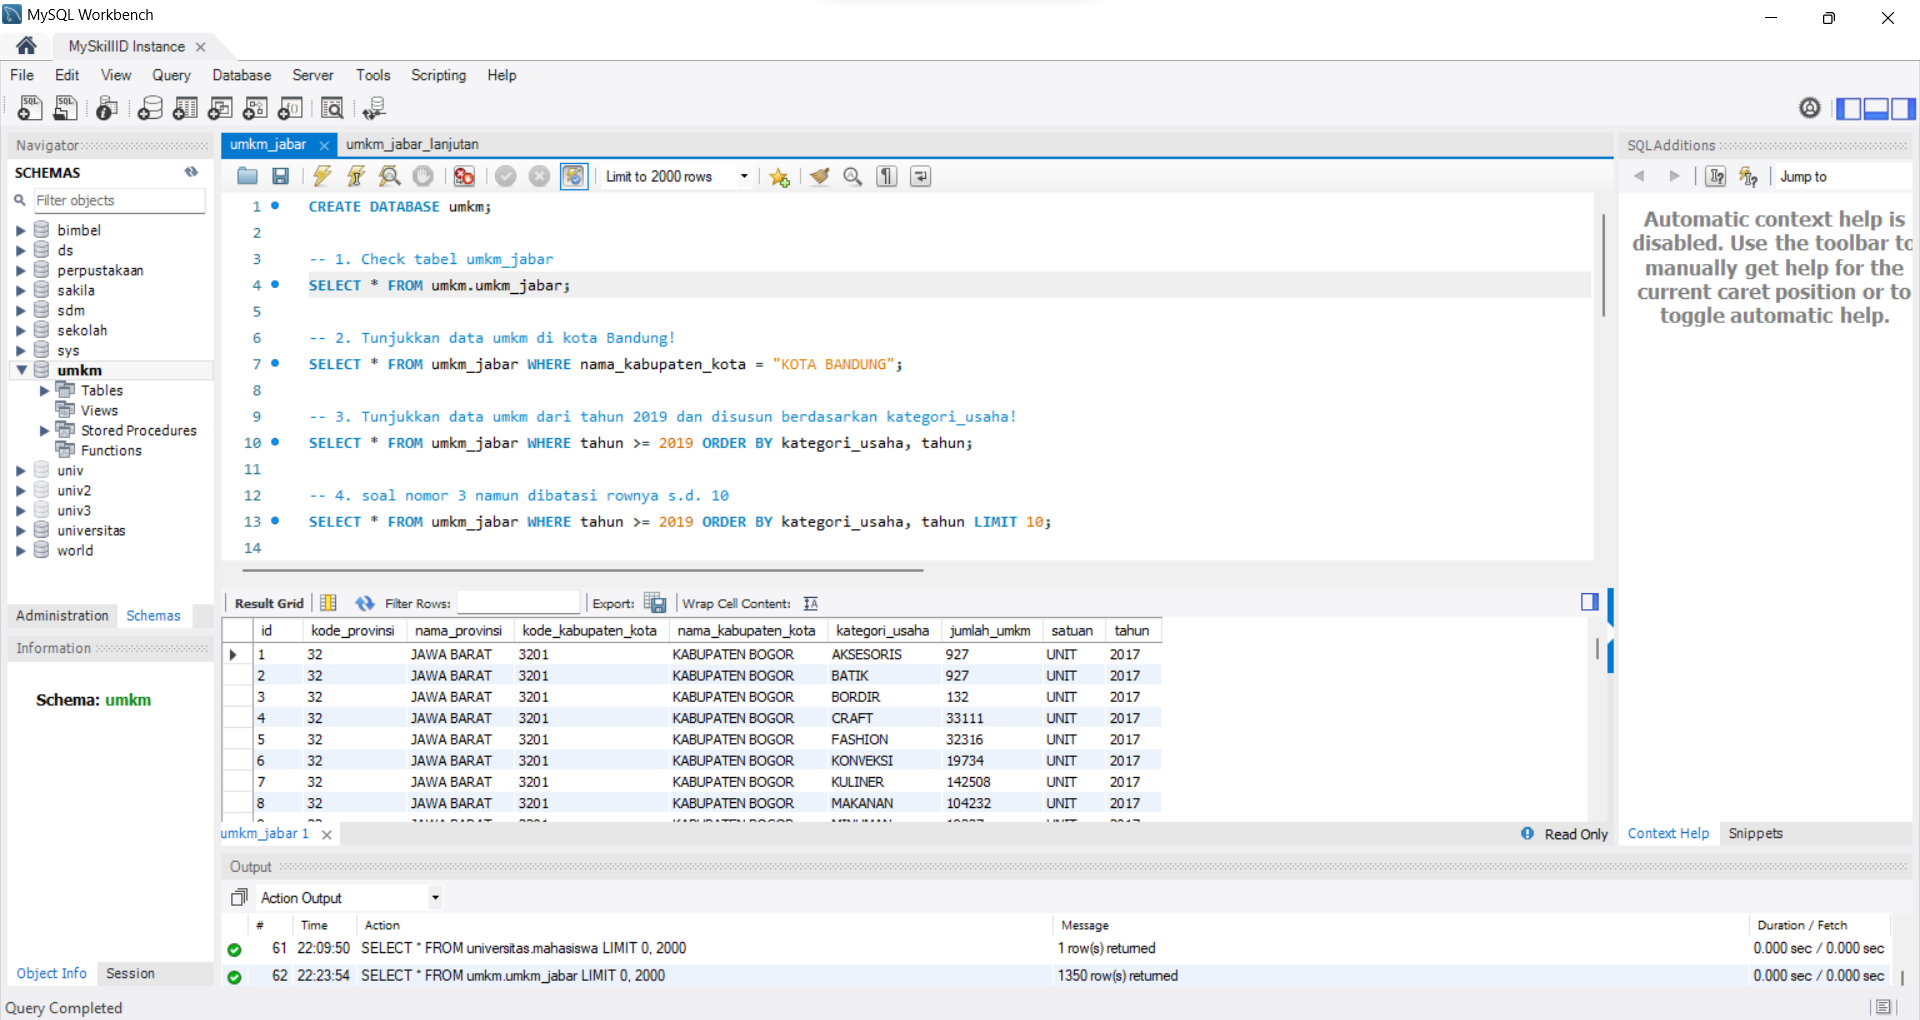 MySQL Workbench
MySkillID Instance
File Edit View Query Database Server Tools Scripting Help
Navigator
SCHEMAS
Filter objects
bimbel
ds
perpustakaan
sakila
sdm
sekolah
sys
umkm
Tables
Views
Stored Procedures
Functions
univ
univ2
univ3
universitas
world
Administration Schemas
Information
Schema: umkm
Object Info Session
umkm_jabar umkm_jabar_lanjutan
Limit to 2000 rows
1 CREATE DATABASE umkm;
2
3 -- 1. Check tabel umkm_jabar
4 SELECT * FROM umkm.umkm_jabar;
5
6 -- 2. Tunjukkan data umkm di kota Bandung!
7 SELECT * FROM umkm_jabar WHERE nama_kabupaten_kota = "KOTA BANDUNG";
8
9 -- 3. Tunjukkan data umkm dari tahun 2019 dan disusun berdasarkan kategori_usaha!
10 SELECT * FROM umkm_jabar WHERE tahun >= 2019 ORDER BY kategori_usaha, tahun;
11
12 -- 4. soal nomor 3 namun dibatasi rownya s.d. 10
13 SELECT * FROM umkm_jabar WHERE tahun >= 2019 ORDER BY kategori_usaha, tahun LIMIT 10;
14
Result Grid Filter Rows: Export: Wrap Cell Content:
id kode_provinsi nama_provinsi kode_kabupaten_kota nama_kabupaten_kota kategori_usaha jumlah_umkm satuan tahun
1 32 JAWA BARAT 3201 KABUPATEN BOGOR AKSESORIS 927 UNIT 2017
2 32 JAWA BARAT 3201 KABUPATEN BOGOR BATIK 927 UNIT 2017
3 32 JAWA BARAT 3201 KABUPATEN BOGOR BORDIR 132 UNIT 2017
4 32 JAWA BARAT 3201 KABUPATEN BOGOR CRAFT 33111 UNIT 2017
5 32 JAWA BARAT 3201 KABUPATEN BOGOR FASHION 32316 UNIT 2017
6 32 JAWA BARAT 3201 KABUPATEN BOGOR KONVEKSI 19734 UNIT 2017
7 32 JAWA BARAT 3201 KABUPATEN BOGOR KULINER 142508 UNIT 2017
8 32 JAWA BARAT 3201 KABUPATEN BOGOR MAKANAN 104232 UNIT 2017
umkm_jabar 1 Read Only
SQLAdditions
Jump to
Automatic context help is
disabled. Use the toolbar to
manually get help for the
current caret position or to
toggle automatic help.
Context Help Snippets
Output
Action Output
# Time Action Message Duration / Fetch
61 22:09:50 SELECT * FROM universitas.mahasiswa LIMIT 0, 2000 1 row(s) returned 0.000 sec / 0.000 sec
62 22:23:54 SELECT * FROM umkm.umkm_jabar LIMIT 0, 2000 1350 row(s) returned 0.000 sec / 0.000 sec
Query Completed